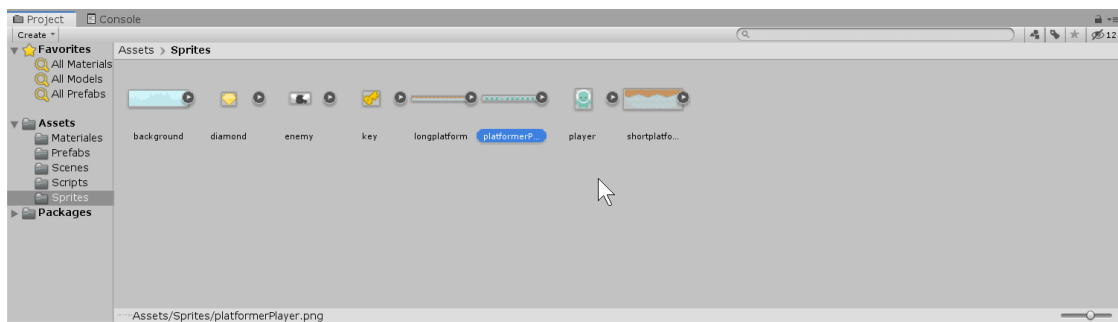 Project Console
Create
12
Favorites
All Materials
All Models
All Prefabs
Assets
Materiales
Prefabs
Scenes
Scripts
Sprites
Packages
Assets > Sprites
background diamond enemy key longplatform platformerP... player shortplatfo...
Assets/Sprites/platformerPlayer.png